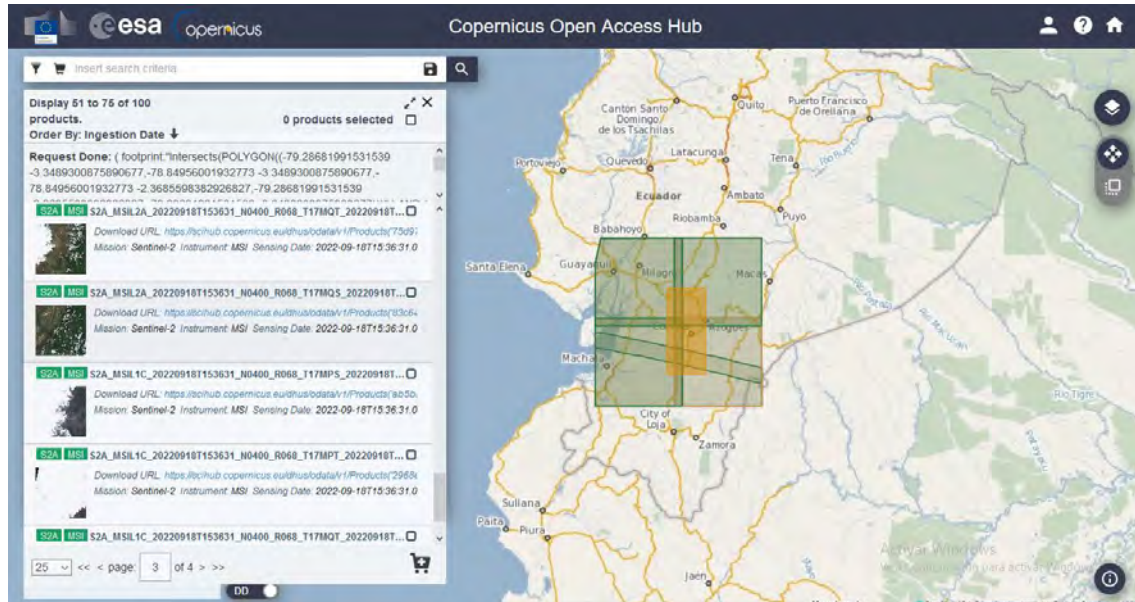 esa
opernicus
Copernicus Open Access Hub
Insert search criteria
Display 51 to 75 of 100
products.
0 products selected
Order By: Ingestion Date
Request Done: ( footprint:"Intersects(POLYGON((-79.28681991531539
-3.3489300875890677,-78.84956001932773 -3.3489300875890677,-
78.84956001932773 -2.3685598382926827,-79.28681991531539
S2A MSI S2A_MSIL2A_20220918T153631_N0400_R068_T17MQT_20220918T...
Download URL: https://scihub.copernicus.eu/dhus/odata/v1/Products('75d97
Mission: Sentinel-2 Instrument: MSI Sensing Date: 2022-09-18T15:36:31.0
S2A MSI S2A_MSIL2A_20220918T153631_N0400_R068_T17MQS_20220918T...
Download URL: https://scihub.copernicus.eu/dhus/odata/v1/Products('83c64
Mission: Sentinel-2 Instrument: MSI Sensing Date: 2022-09-18T15:36:31.0
S2A MSI S2A_MSIL1C_20220918T153631_N0400_R068_T17MPS_20220918T...
Download URL: https://scihub.copernicus.eu/dhus/odata/v1/Products('ab5b
Mission: Sentinel-2 Instrument: MSI Sensing Date: 2022-09-18T15:36:31.0
S2A MSI S2A_MSIL1C_20220918T153631_N0400_R068_T17MPT_20220918T...
Download URL: https://scihub.copernicus.eu/dhus/odata/v1/Products('2968
Mission: Sentinel-2 Instrument: MSI Sensing Date: 2022-09-18T15:36:31.0
S2A MSI S2A_MSIL1C_20220918T153631_N0400_R068_T17MQT_20220918T...
25 << < page: 3 of 4 > >>
DD
Canton Santo
Domingo
de los Tsachilas
Quito
Puerto Francisco
de Orellana
Portoviejo
Quevedo
Latacunga
Tena
Ecuador
Ambato
Riobamba
Puyo
Babahoyo
Santa Elena
Guayaquil
Milagro
Macas
Azogues
Machala
City of
Loja
Zamora
Rio Tigre
Sullana
Paita
Piura
Jaen
Activar Windows